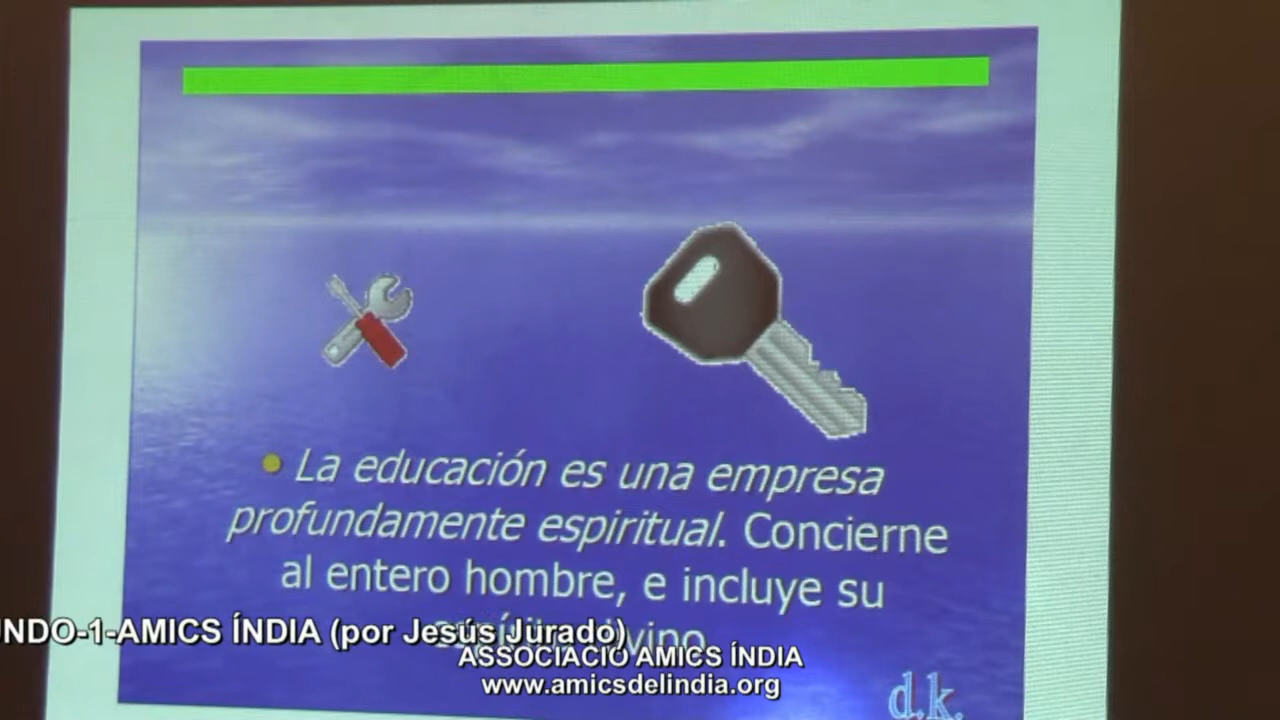 La educación es una empresa
profundamente espiritual. Concierne
al entero hombre, e incluye su
UNDO-1-AMICS ÍNDIA (por Jesús Jurado)
ASSOCIACIÓ AMICS ÍNDIA
www.amicsdelindia.org
d.k.